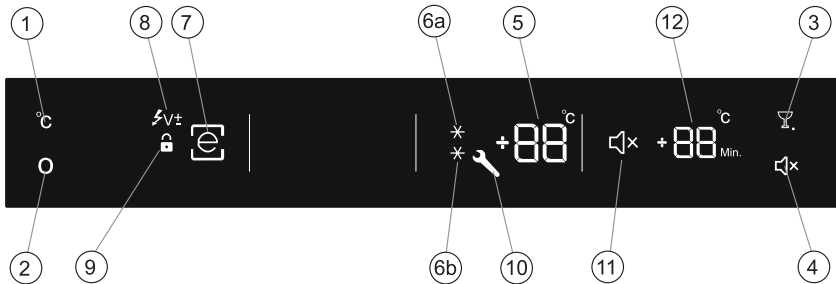 1 8 7 6a 5 12 3
°C V± °C °C
e +88 +88 Min.
O
2 9 6b 10 11 4